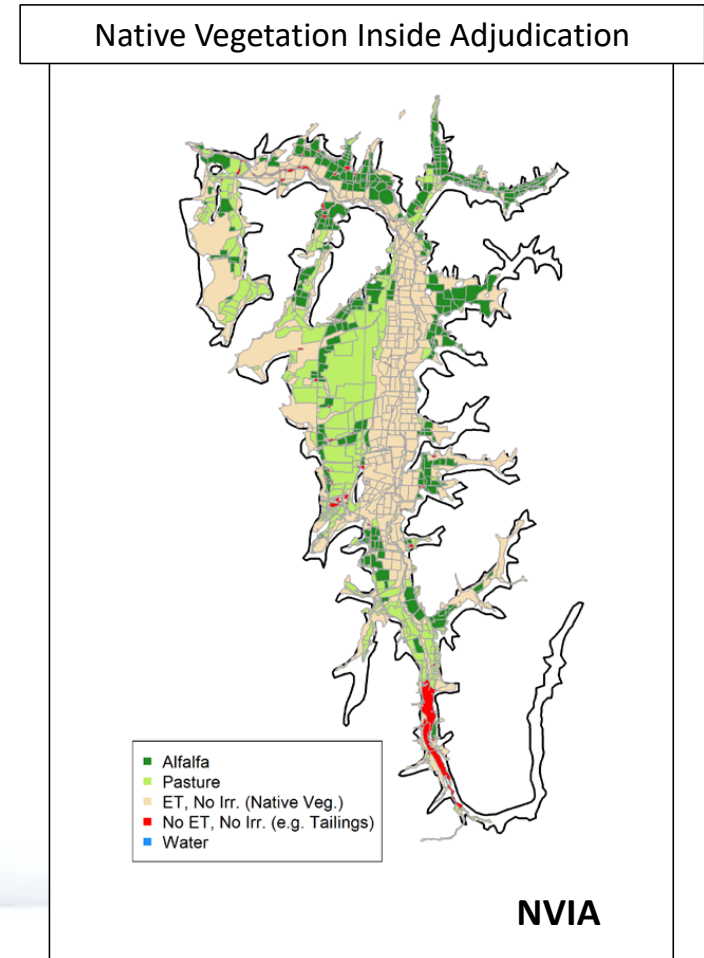 Native Vegetation Inside Adjudication
Alfalfa
Pasture
ET, No Irr. (Native Veg.)
No ET, No Irr. (e.g. Tailings)
Water
NVIA